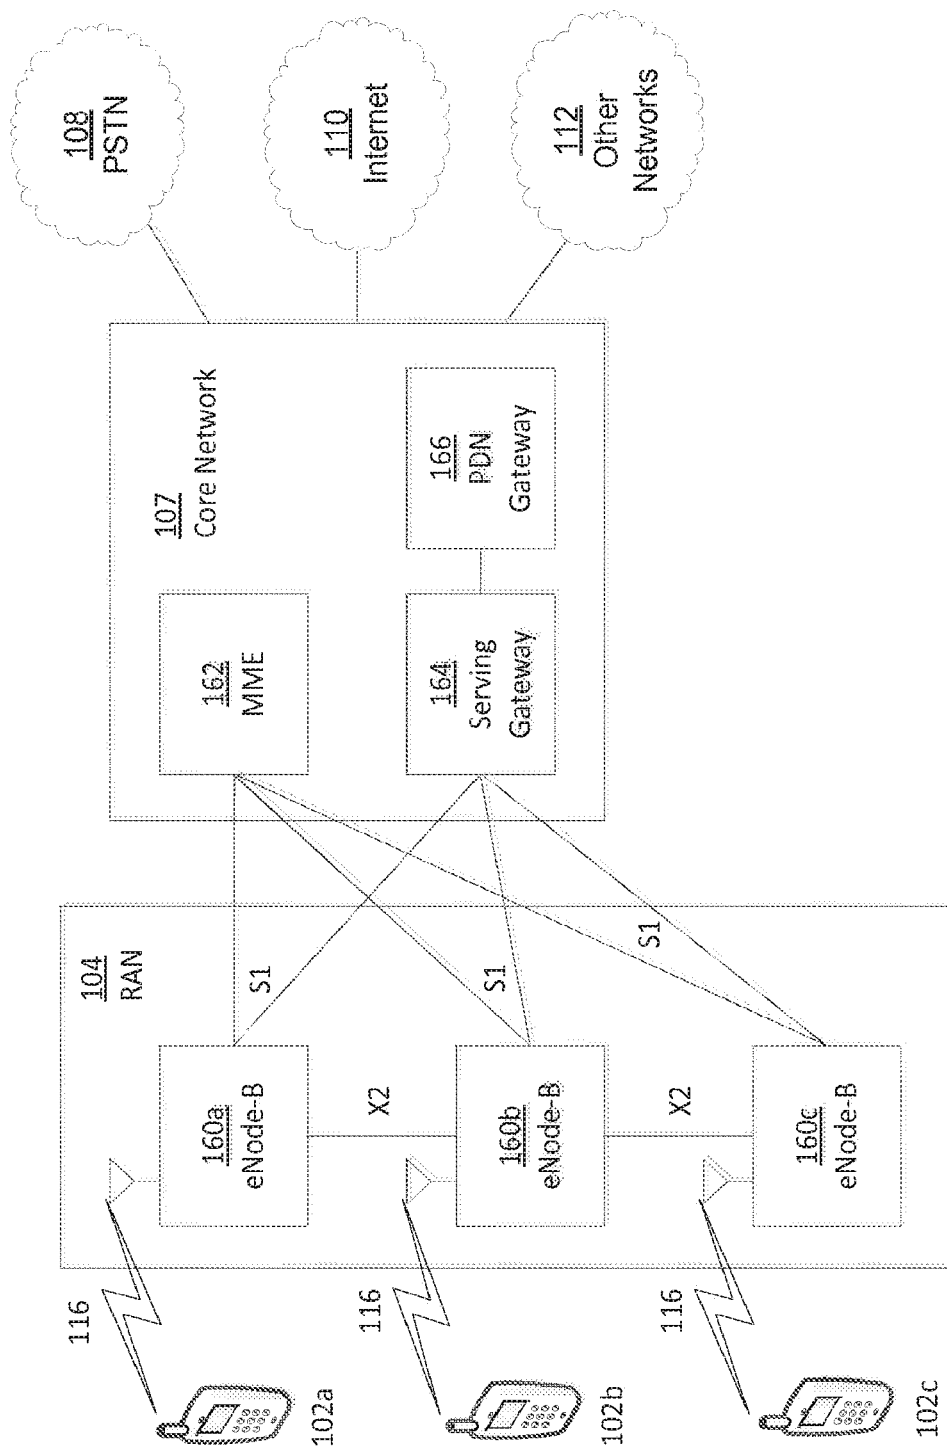 102a
116
104
RAN
160a
eNode-B
S1
X2
102b
116
160b
eNode-B
S1
X2
102c
116
160c
eNode-B
S1
107
Core Network
162
MME
164
Serving
Gateway
166
PDN
Gateway
108
PSTN
110
Internet
112
Other
Networks